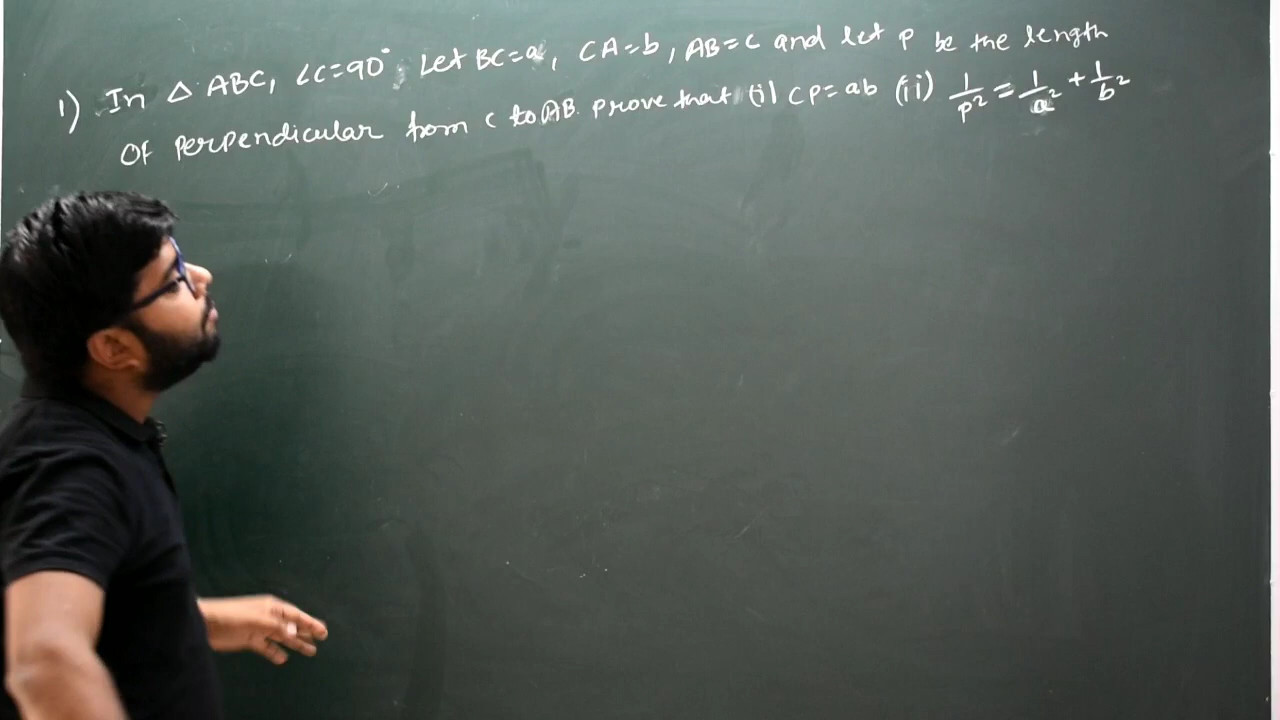 1) In △ ABC, ∠C=90° Let BC=a, CA=b, AB=c and let p be the length
Of perpendicular from C to AB. prove that (i) CP=ab (ii) 1/p² = 1/a² + 1/b²